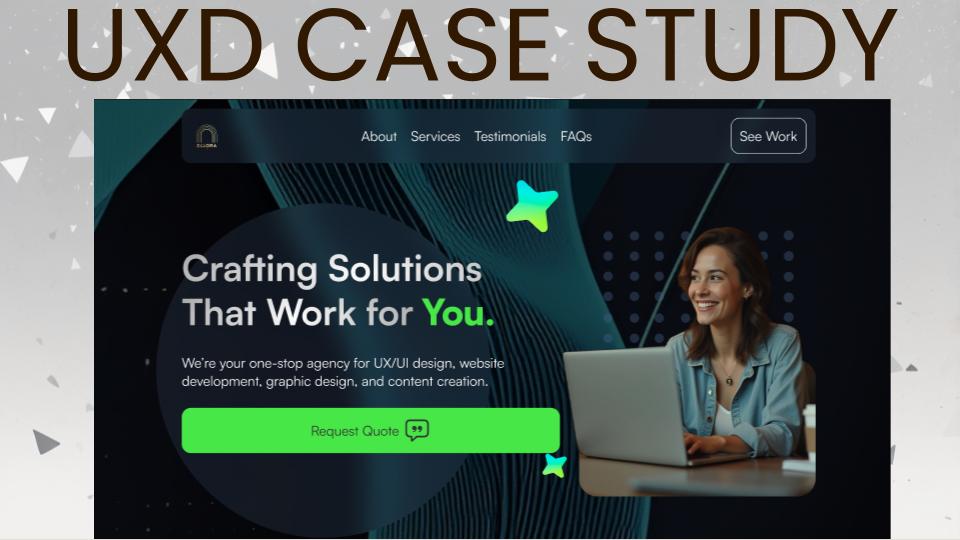 UXD CASE STUDY
ELLORA
About Services Testimonials FAQs
See Work
Crafting Solutions
That Work for You.
We're your one-stop agency for UX/UI design, website
development, graphic design, and content creation.
Request Quote